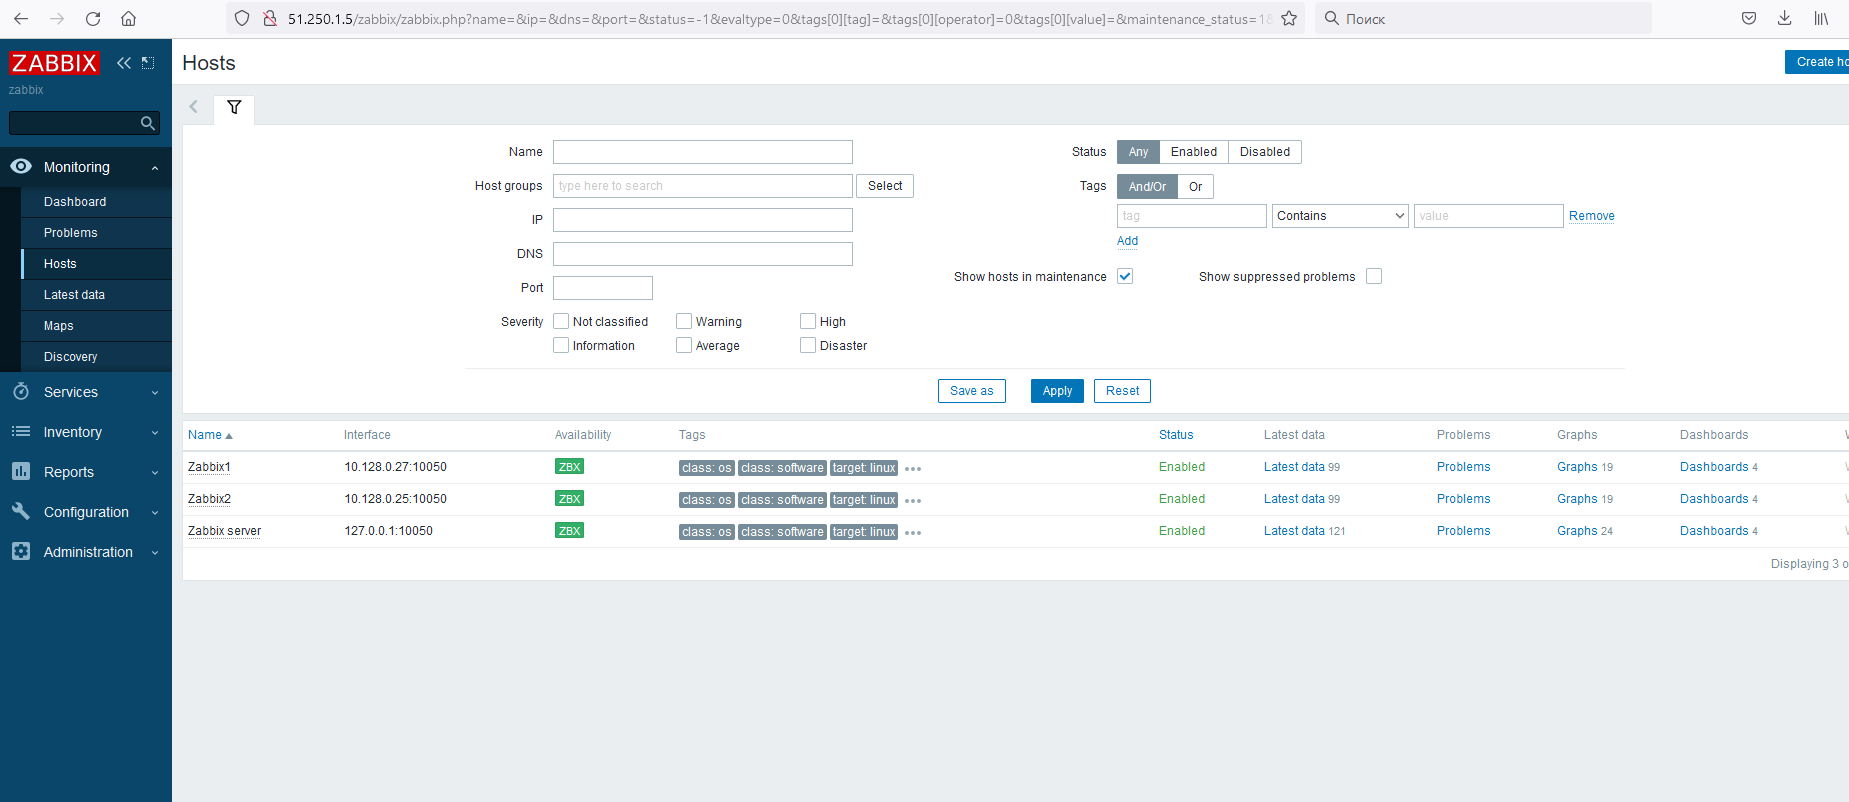 51.250.1.5/zabbix/zabbix.php?name=&ip=&dns=&port=&status=-1&evaltype=0&tags[0][tag]=&tags[0][operator]=0&tags[0][value]=&maintenance_status=1& Поиск
ZABBIX
zabbix
Monitoring
Dashboard
Problems
Hosts
Latest data
Maps
Discovery
Services
Inventory
Reports
Configuration
Administration
Hosts
Create ho
Name
Host groups type here to search Select
IP
DNS
Port
Severity Not classified Warning High
Information Average Disaster
Status Any Enabled Disabled
Tags And/Or Or
tag Contains value Remove
Add
Show hosts in maintenance Show suppressed problems
Save as Apply Reset
Name Interface Availability Tags Status Latest data Problems Graphs Dashboards W
Zabbix1 10.128.0.27:10050 ZBX class: os class: software target: linux ••• Enabled Latest data 99 Problems Graphs 19 Dashboards 4 W
Zabbix2 10.128.0.25:10050 ZBX class: os class: software target: linux ••• Enabled Latest data 99 Problems Graphs 19 Dashboards 4 W
Zabbix server 127.0.0.1:10050 ZBX class: os class: software target: linux ••• Enabled Latest data 121 Problems Graphs 24 Dashboards 4 W
Displaying 3 o